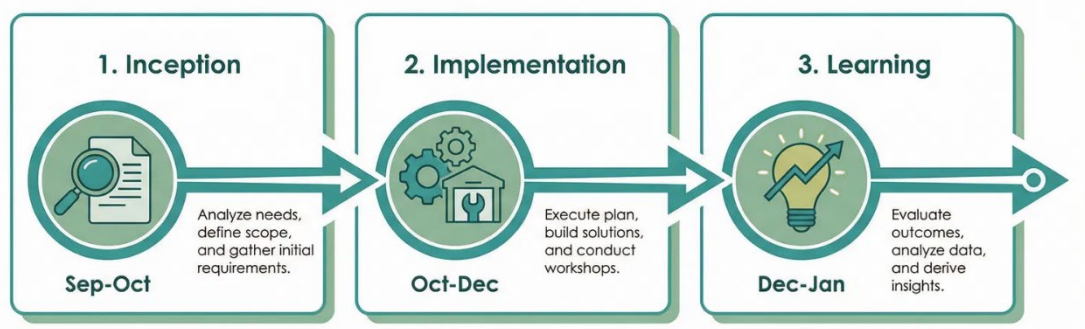 1. Inception
Analyze needs,
define scope,
and gather initial
requirements.
Sep-Oct
2. Implementation
Execute plan,
build solutions,
and conduct
workshops.
Oct-Dec
3. Learning
Evaluate
outcomes,
analyze data,
and derive
insights.
Dec-Jan